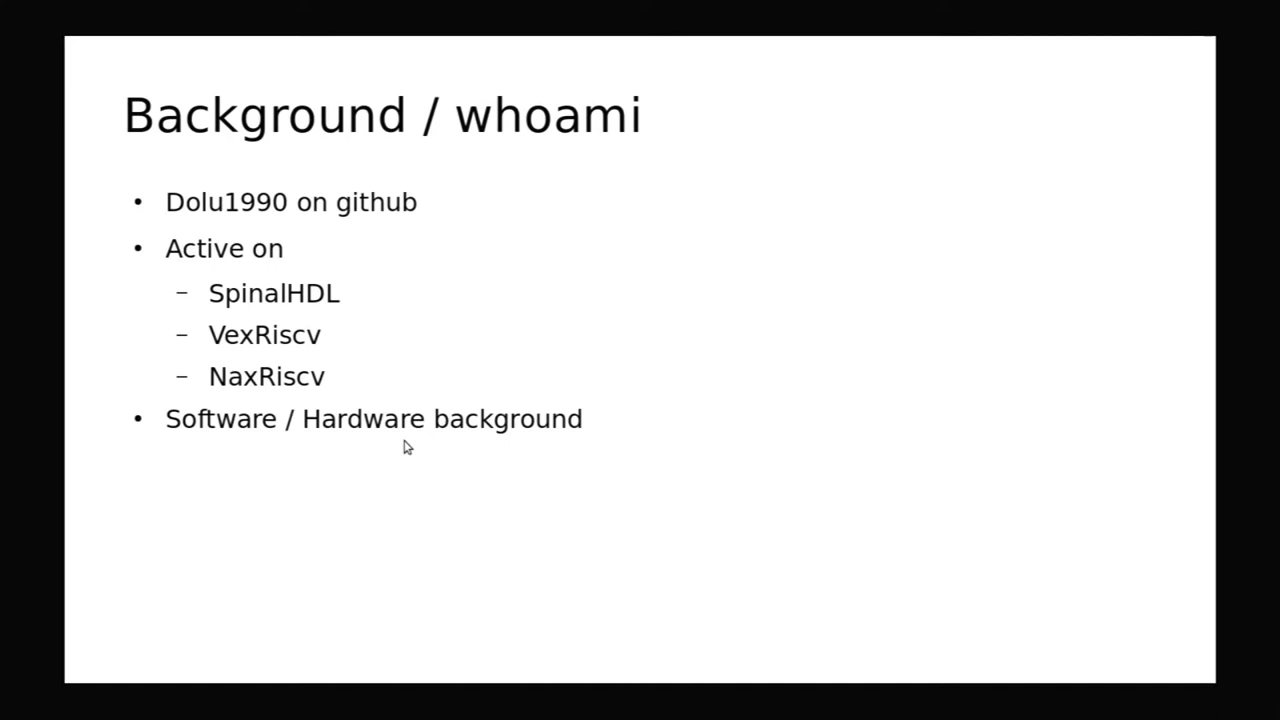 Background / whoami
• Dolu1990 on github
• Active on
– SpinalHDL
– VexRiscv
– NaxRiscv
• Software / Hardware background